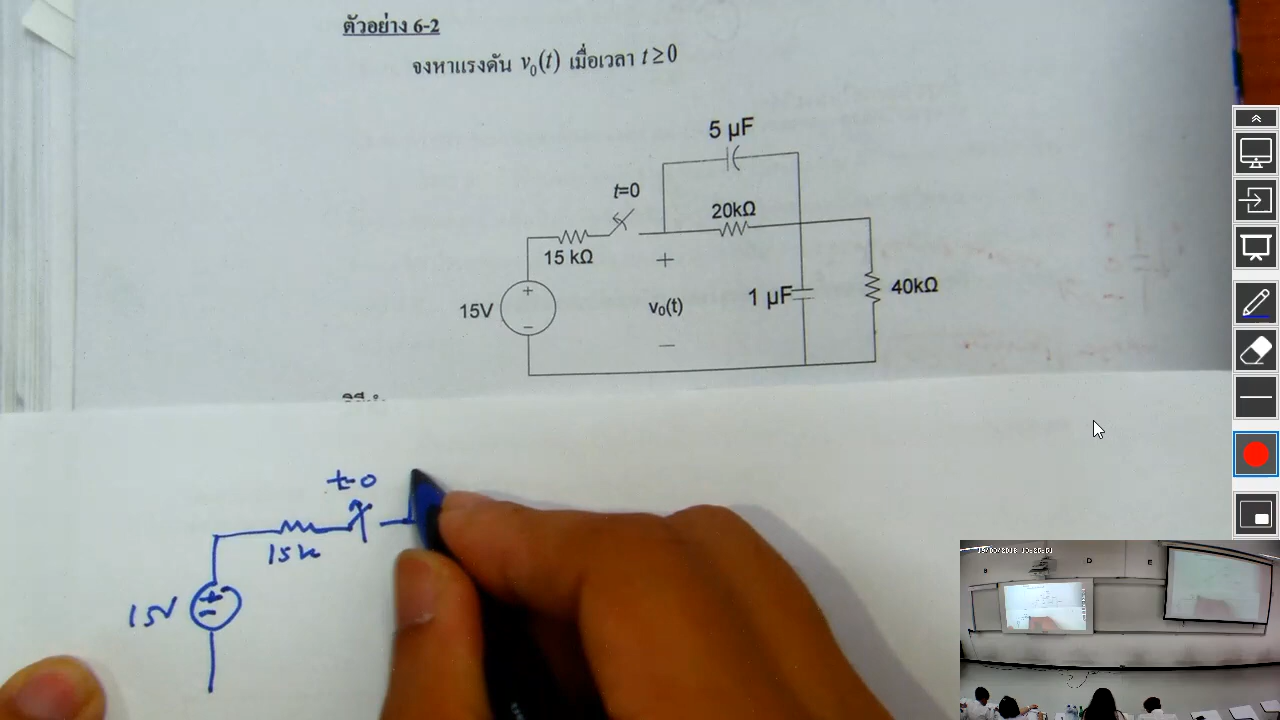 ตัวอย่าง 6-2
จงหาแรงดัน v₀(t) เมื่อเวลา t ≥ 0
5 µF
t=0
20kΩ
15 kΩ
+
+
15V
v₀(t)
1 µF
40kΩ
−
−
t=0
15k
15V
+
−